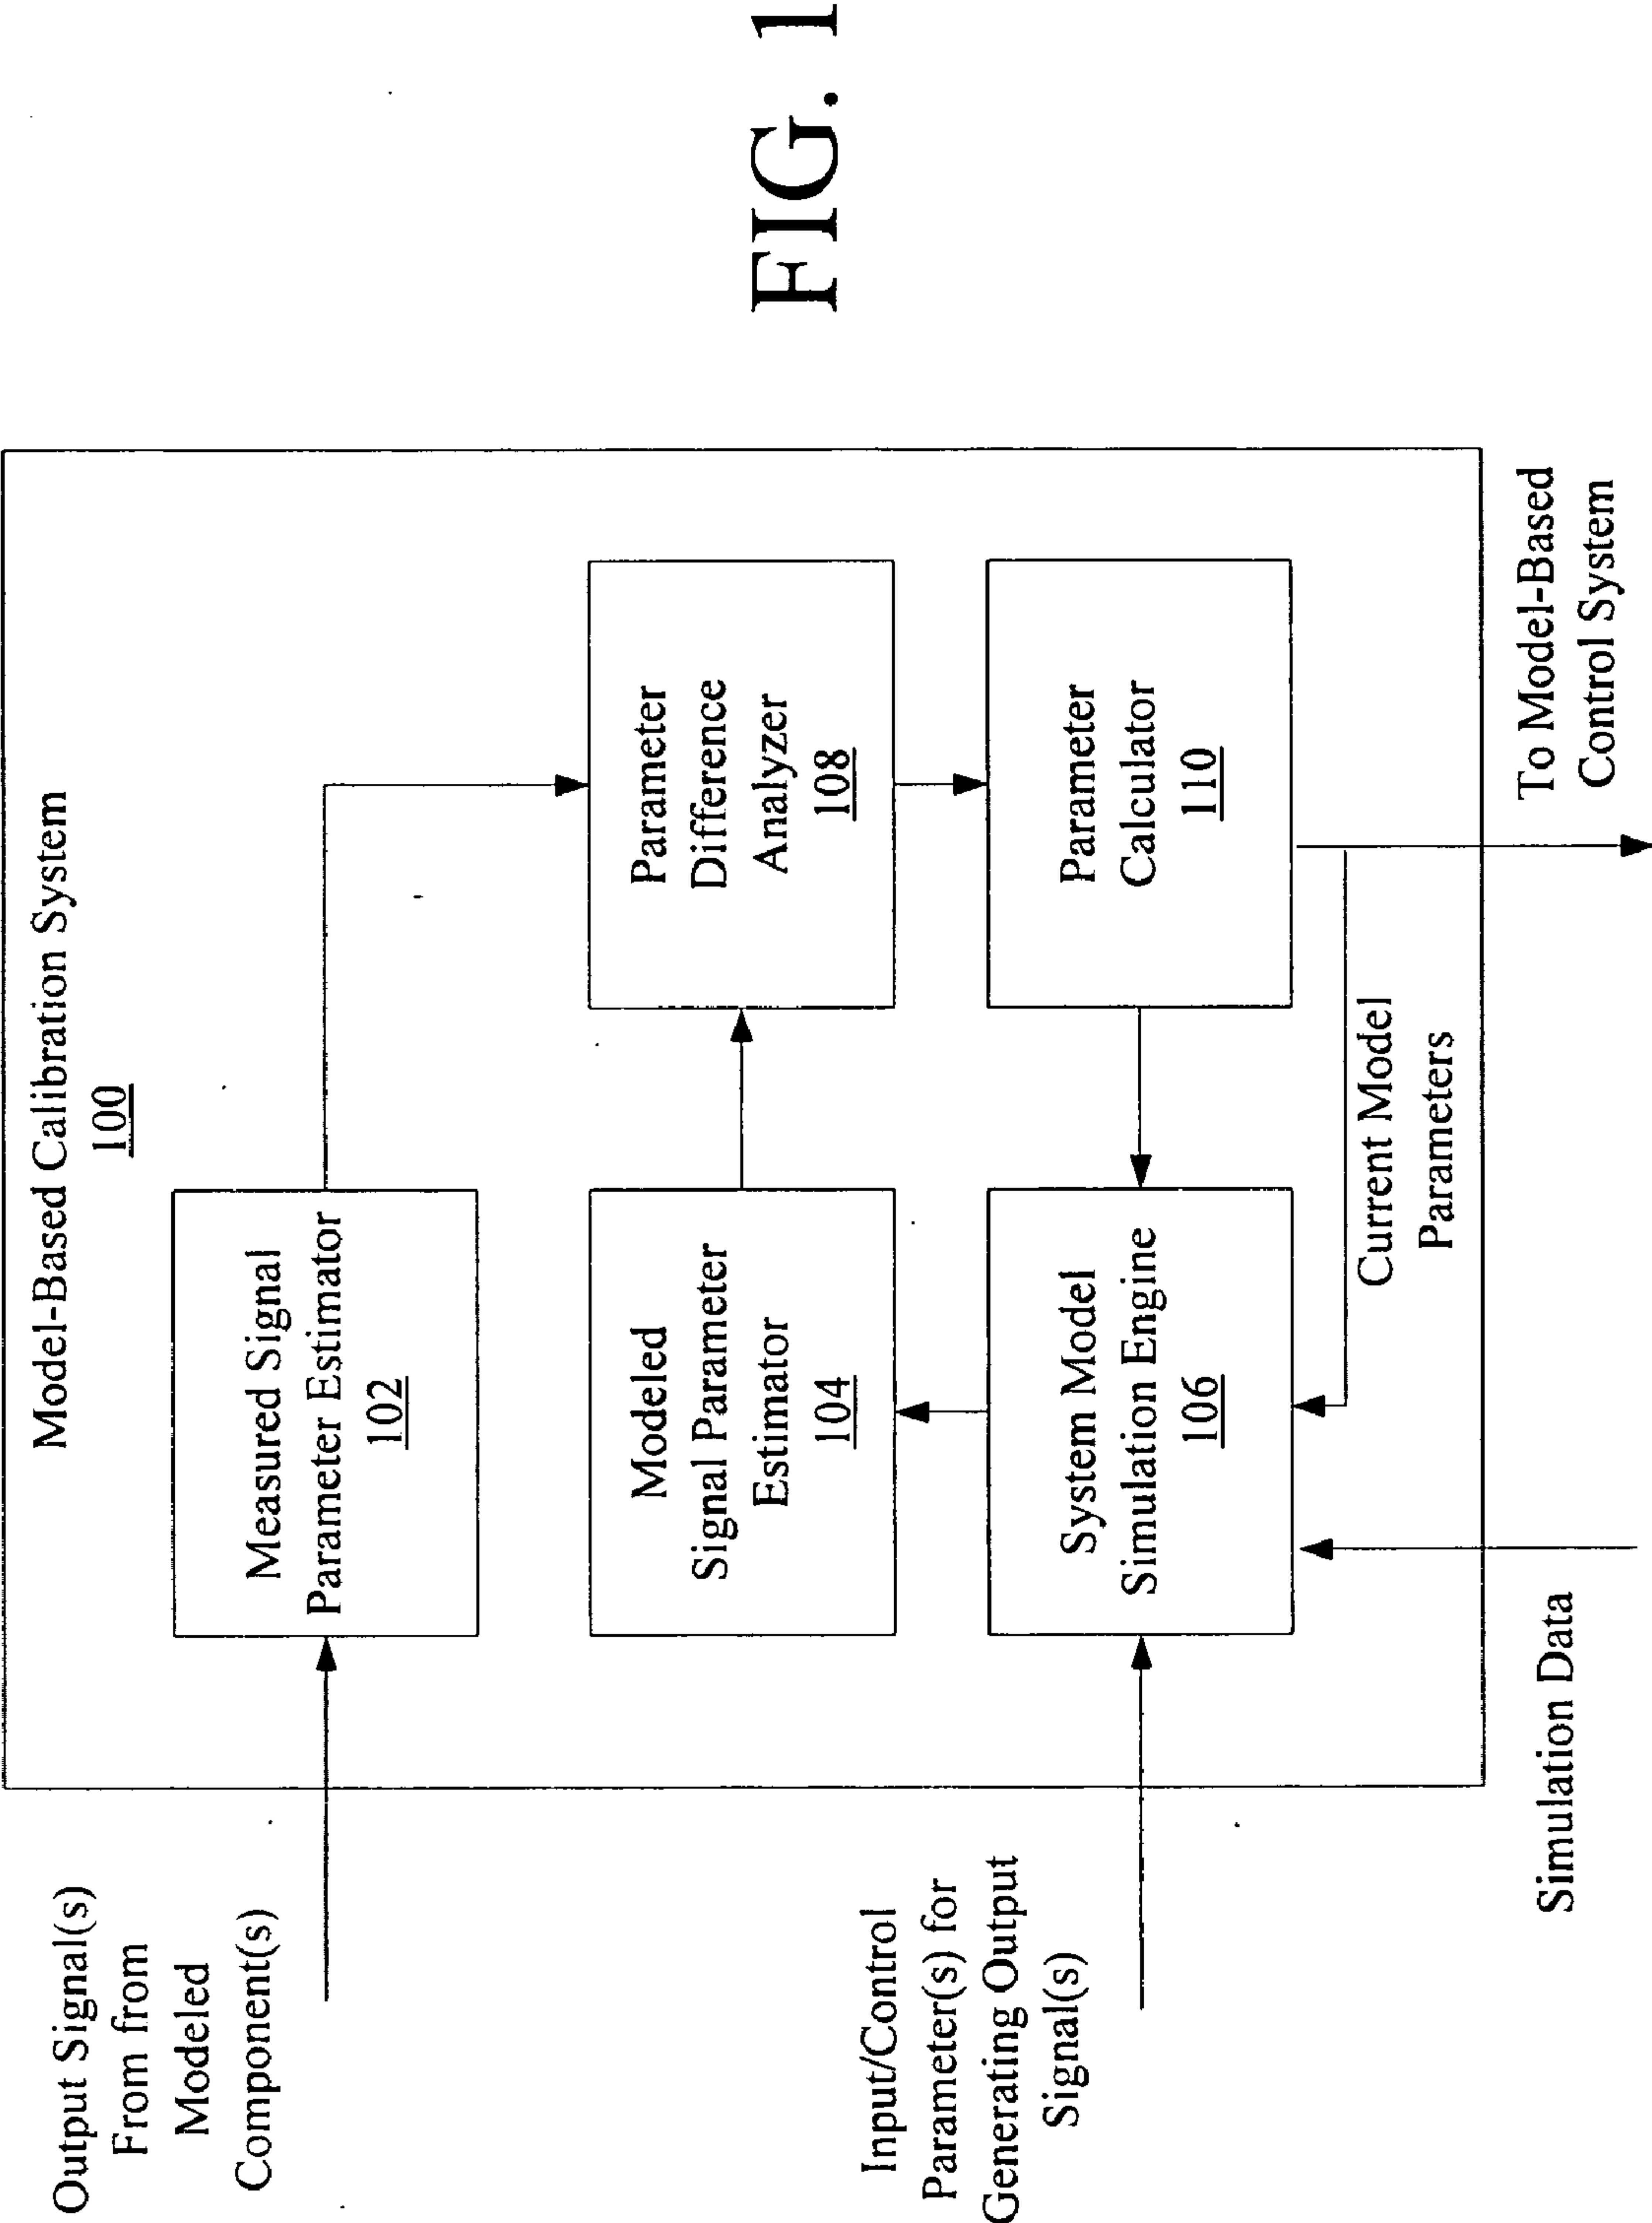 Model-Based Calibration System
100
Output Signal(s)
From from
Modeled
Component(s)
Measured Signal
Parameter Estimator
102
Modeled
Signal Parameter
Estimator
104
Parameter
Difference
Analyzer
108
Input/Control
Parameter(s) for
Generating Output
Signal(s)
System Model
Simulation Engine
106
Parameter
Calculator
110
Current Model
Parameters
Simulation Data
To Model-Based
Control System
FIG. 1